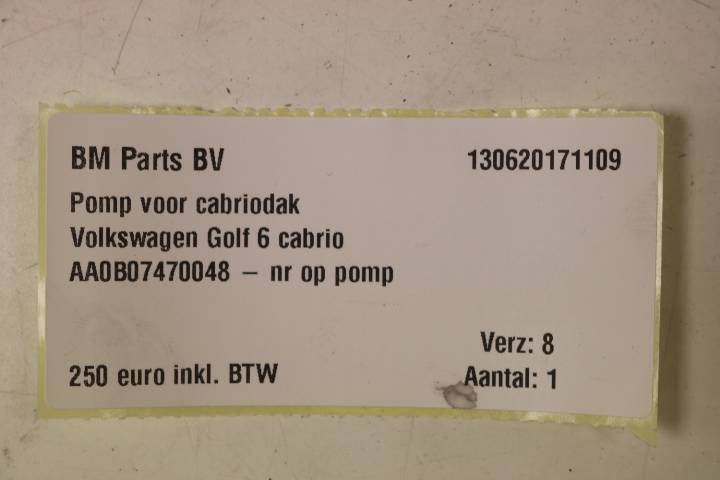 BM Parts BV 130620171109
Pomp voor cabriodak
Volkswagen Golf 6 cabrio
AA0B07470048 – nr op pomp
Verz: 8
250 euro inkl. BTW Aantal: 1